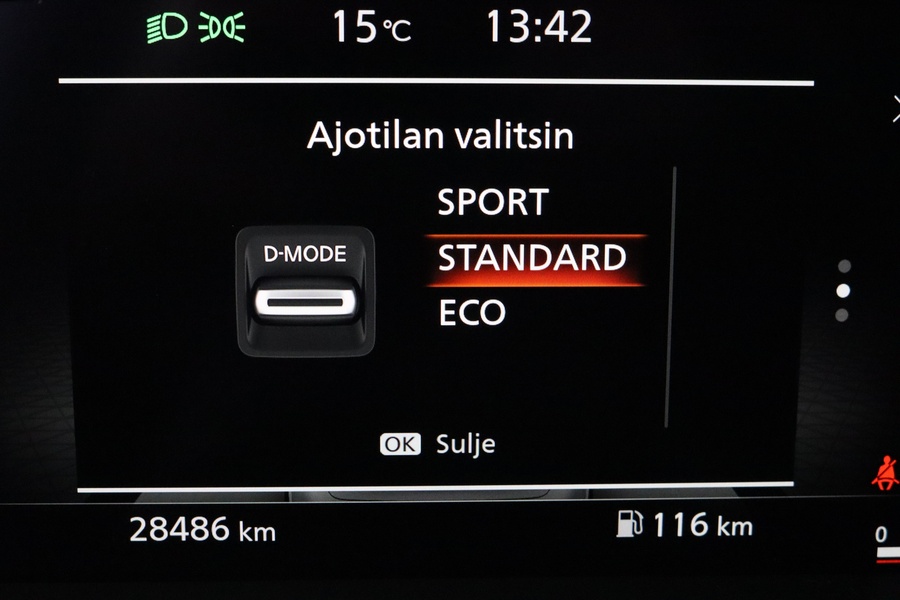 15°C 13:42
Ajotilan valitsin
SPORT
D-MODE STANDARD
ECO
OK Sulje
28486 km 116 km
0